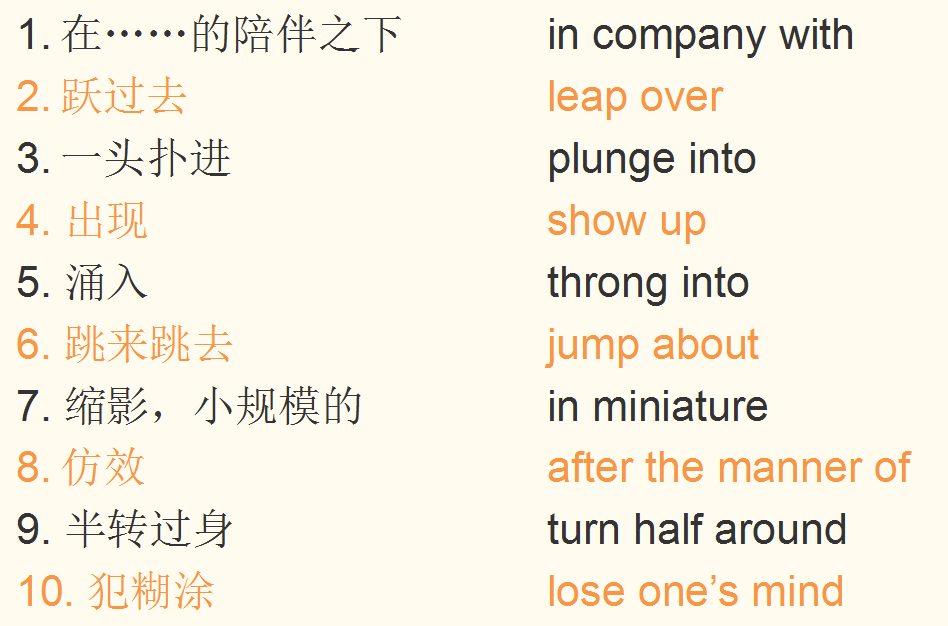 1. 在……的陪伴之下 in company with
2. 跃过去 leap over
3. 一头扑进 plunge into
4. 出现 show up
5. 涌入 throng into
6. 跳来跳去 jump about
7. 缩影，小规模的 in miniature
8. 仿效 after the manner of
9. 半转过身 turn half around
10. 犯糊涂 lose one’s mind